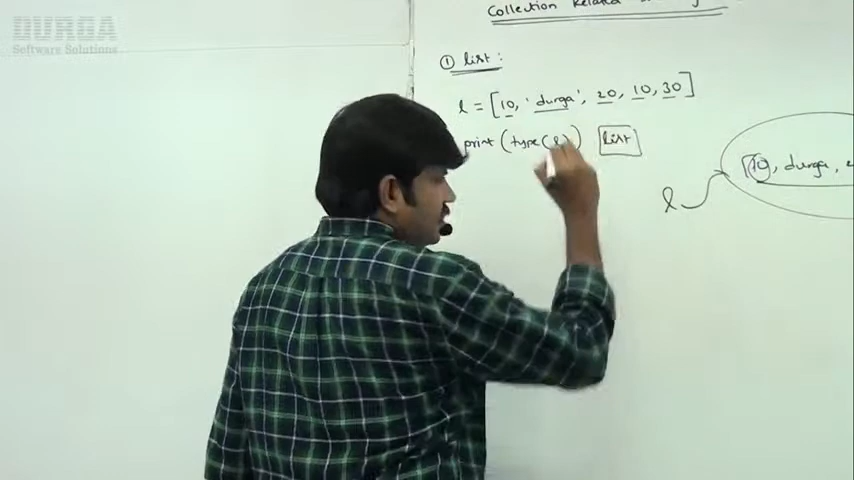 DURGA
Software Solutions
Collection Related
① list:
l = [10, 'durga', 20, 10, 30]
print (type(l)) list
l
[10, durga,